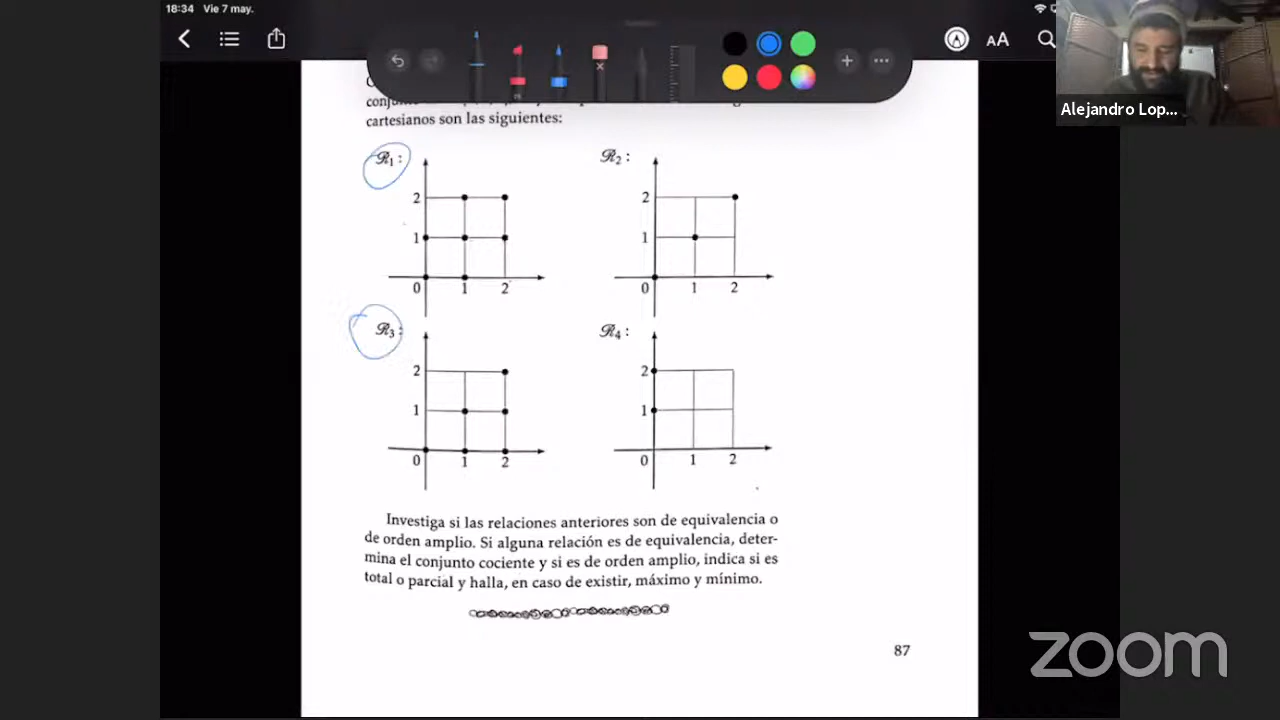 18:34 Vie 7 may.
AA
Alejandro Lop...
cartesianos son las siguientes:
ℛ₁: ℛ₂:
2 2
1 1
0 1 2 0 1 2
ℛ₃: ℛ₄:
2 2
1 1
0 1 2 0 1 2
Investiga si las relaciones anteriores son de equivalencia o
de orden amplio. Si alguna relación es de equivalencia, deter-
mina el conjunto cociente y si es de orden amplio, indica si es
total o parcial y halla, en caso de existir, máximo y mínimo.
87
zoom